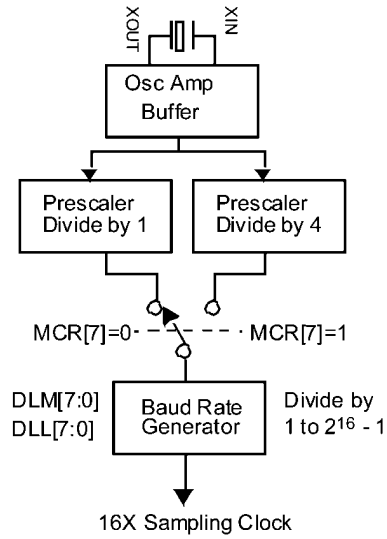 XOUT
XIN
Osc Amp
Buffer
Prescaler
Divide by 1
Prescaler
Divide by 4
MCR[7]=0
MCR[7]=1
DLM[7:0]
DLL[7:0]
Baud Rate
Generator
Divide by
1 to 2¹⁶ - 1
16X Sampling Clock